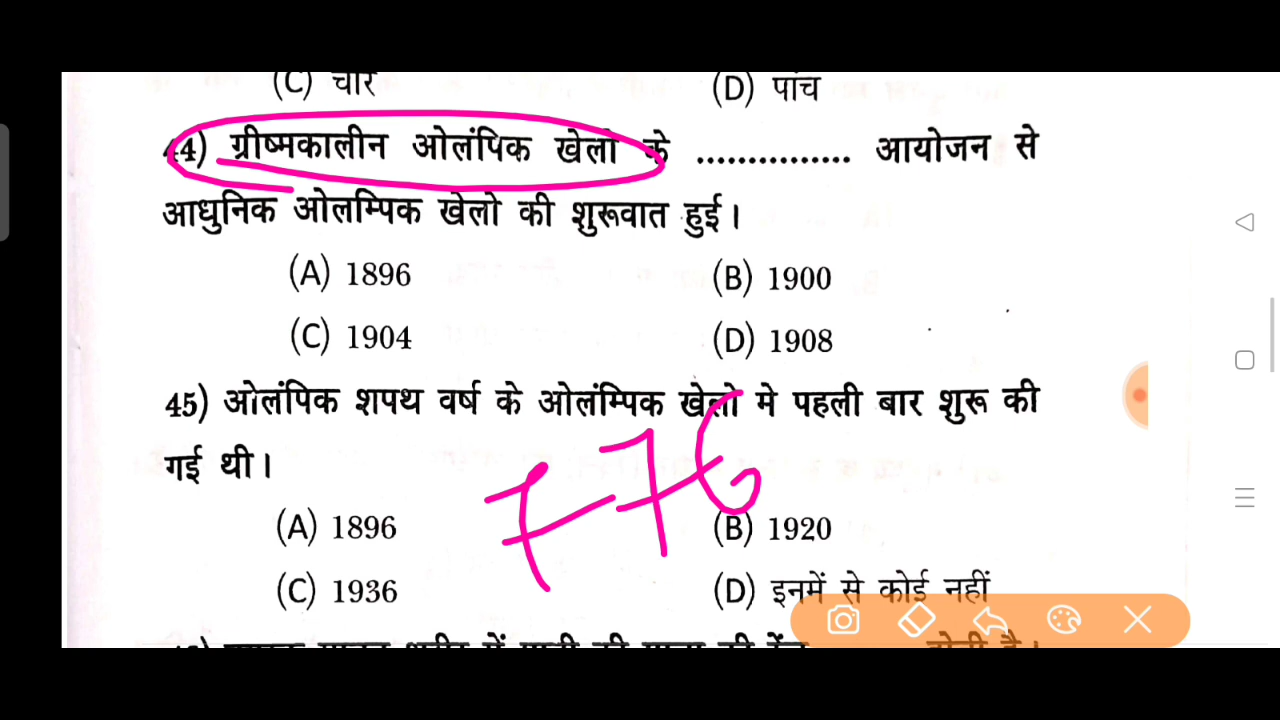 (C) चार (D) पांच
44) ग्रीष्मकालीन ओलंपिक खेलो के ............... आयोजन से
आधुनिक ओलम्पिक खेलो की शुरूवात हुई।
(A) 1896 (B) 1900
(C) 1904 (D) 1908
45) ओलंपिक शपथ वर्ष के ओलंम्पिक खेलो मे पहली बार शुरू की
गई थी।
776
(A) 1896 (B) 1920
(C) 1936 (D) इनमें से कोई नहीं